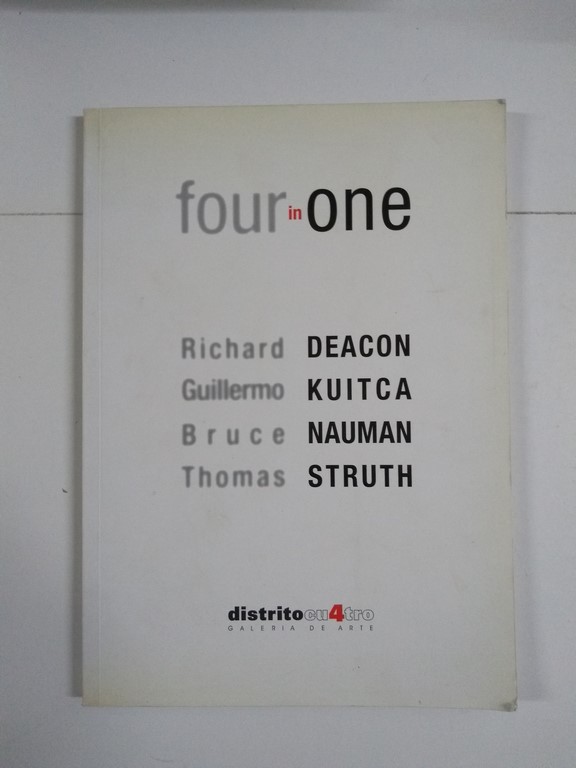 four in one
Richard DEACON
Guillermo KUITCA
Bruce NAUMAN
Thomas STRUTH
distritocu4tro
GALERIA DE ARTE